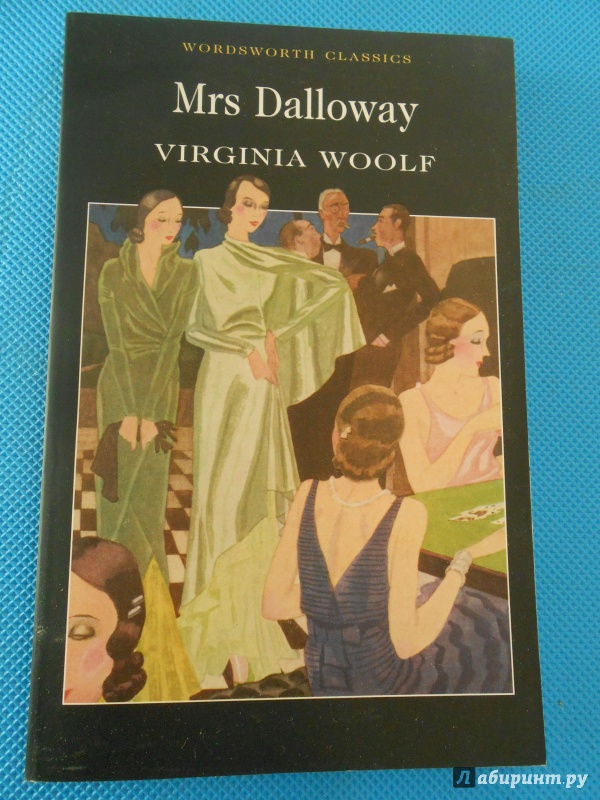 WORDSWORTH CLASSICS
Mrs Dalloway
VIRGINIA WOOLF
Лабиринт.ру